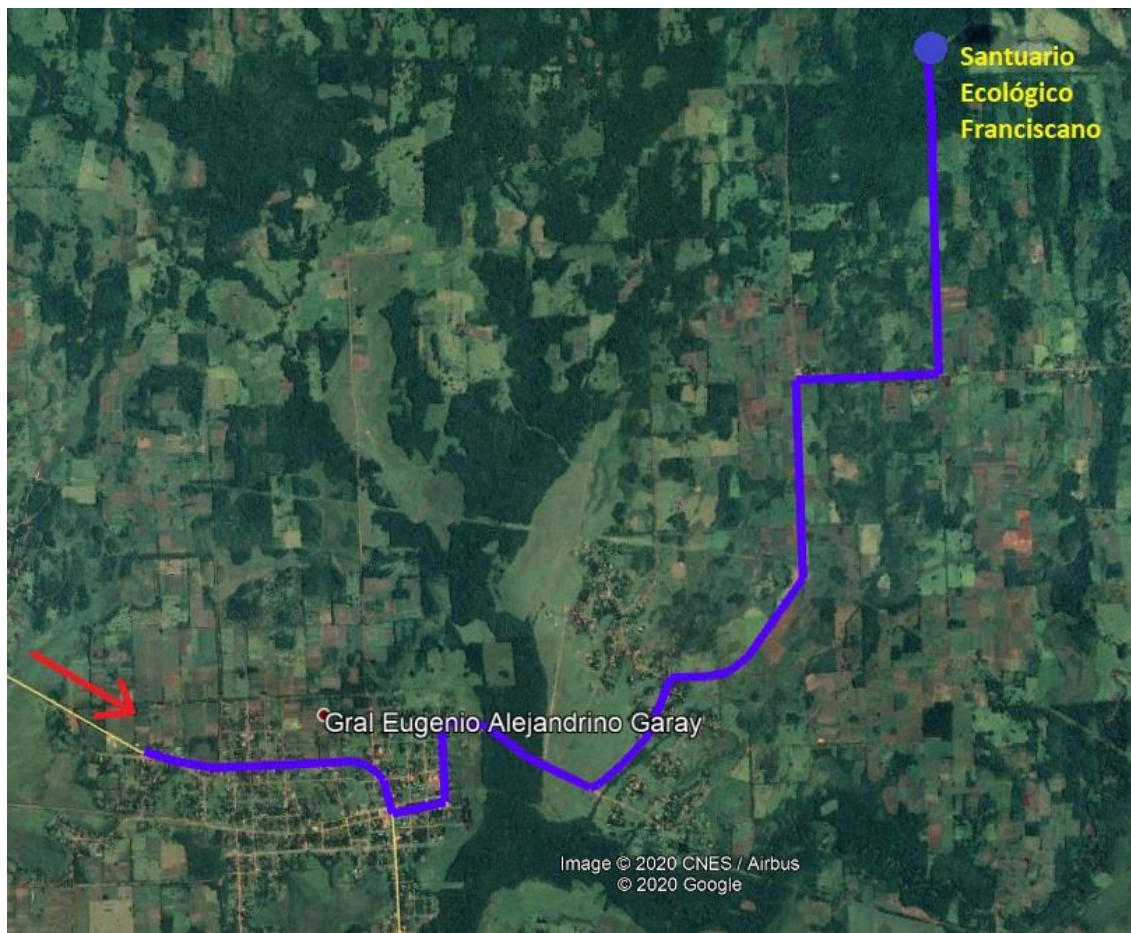 Santuario
Ecológico
Franciscano
Gral Eugenio Alejandrino Garay
Image © 2020 CNES / Airbus
© 2020 Google